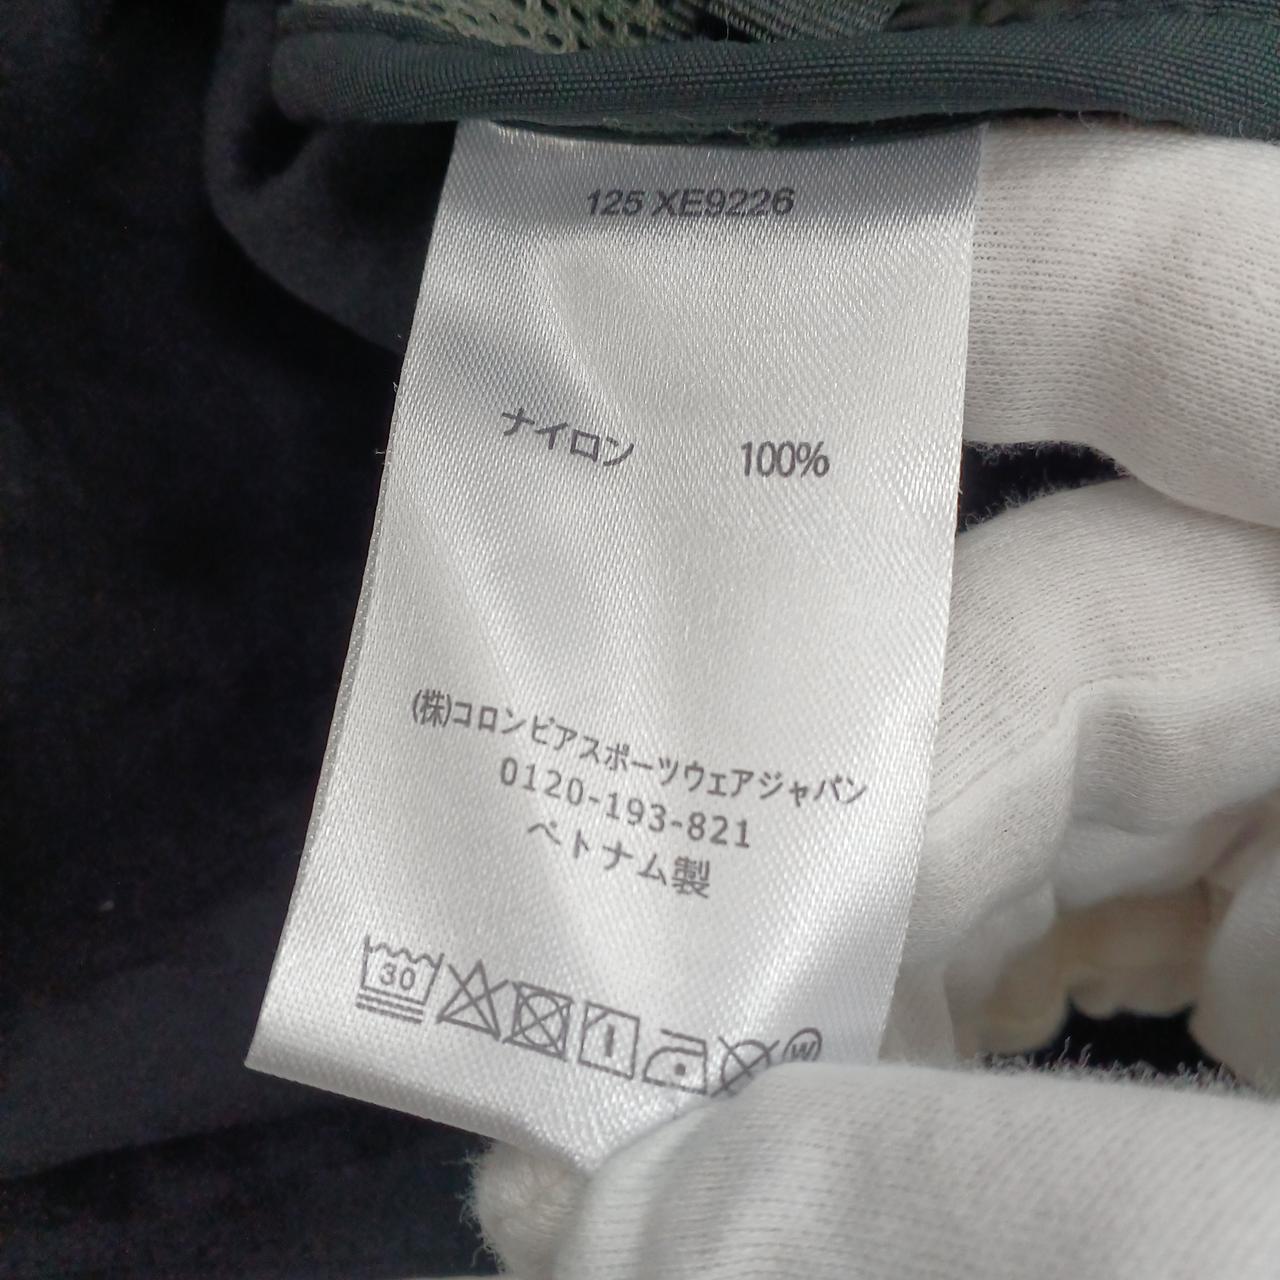 125 XE9226
ナイロン 100%
(株)コロンビアスポーツウェアジャパン
0120-193-821
ベトナム製
30
W